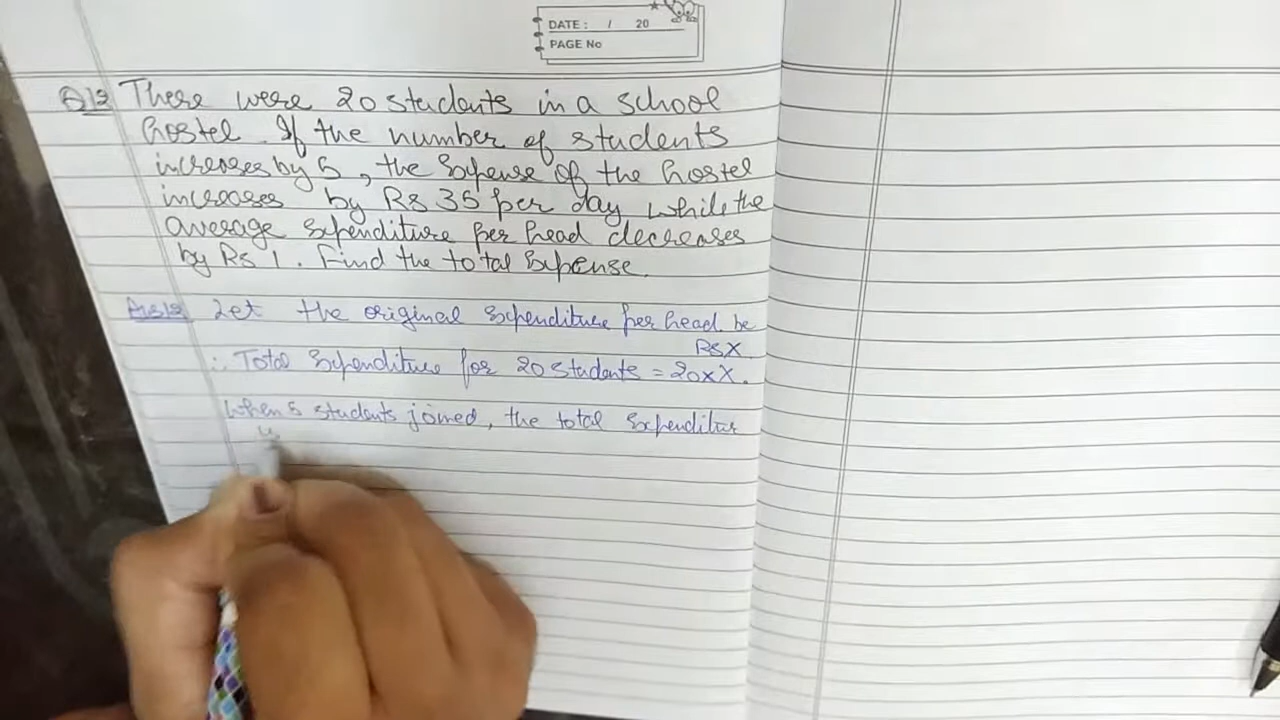 DATE : / 20
PAGE No
Q12 There were 20 students in a school
hostel. If the number of students
increases by 5, the Expense of the hostel
increases by Rs 35 per day while the
average Expenditure per head decreases
by Rs 1. Find the total Expense.
Ans12 Let the original Expenditure per head be
Rs X
∴ Total Expenditure for 20 students = 20 x X.
When 5 students joined, the total Expenditur